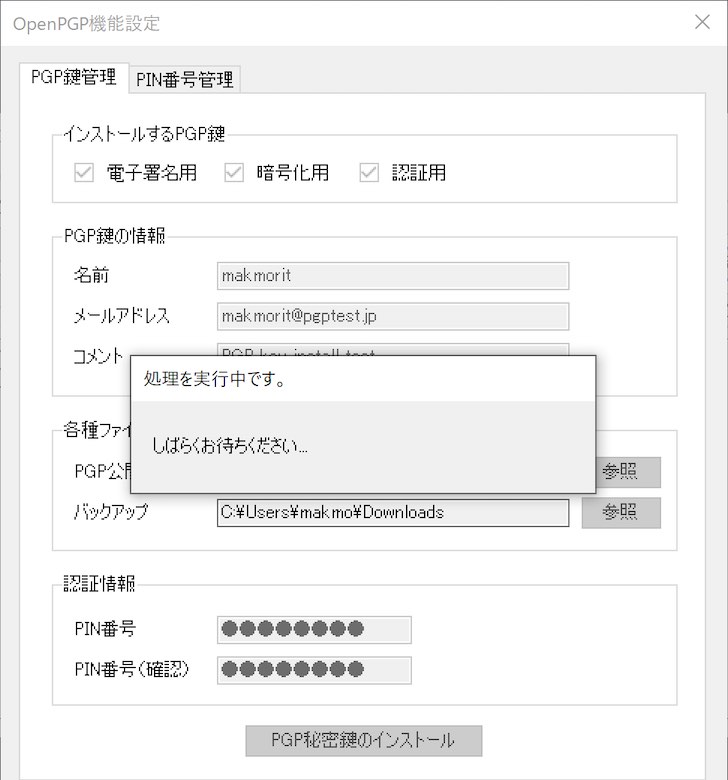 OpenPGP機能設定
PGP鍵管理 PIN番号管理
インストールするPGP鍵
電子署名用 暗号化用 認証用
PGP鍵の情報
名前 makmorit
メールアドレス makmorit@pgptest.jp
コメント PGP key install test
処理を実行中です。
各種ファイ
しばらくお待ちください...
PGP公開 参照
バックアップ C:¥Users¥makmo¥Downloads 参照
認証情報
PIN番号 ●●●●●●●●
PIN番号(確認) ●●●●●●●●
PGP秘密鍵のインストール